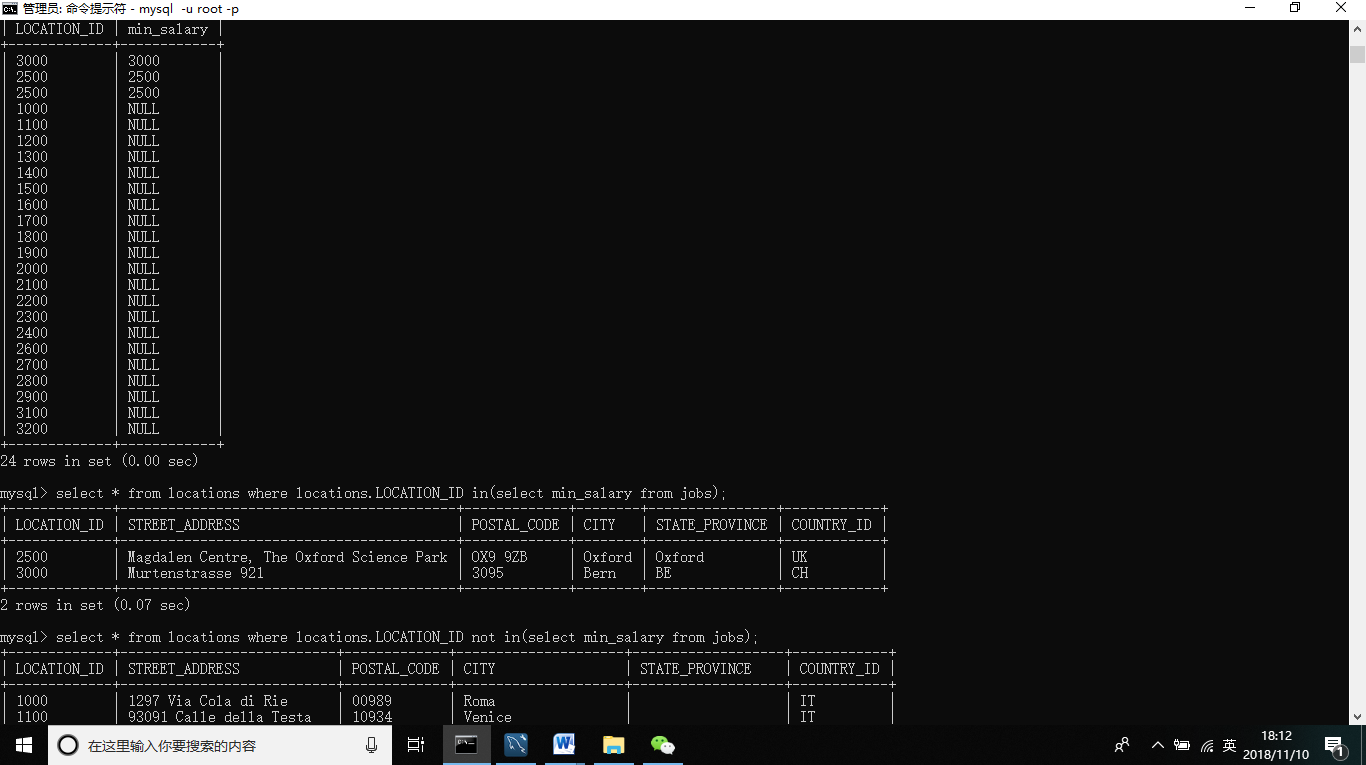 管理员: 命令提示符 - mysql -u root -p
| LOCATION_ID | min_salary |
+-------------+------------+
| 3000        | 3000       |
| 2500        | 2500       |
| 2500        | 2500       |
| 1000        | NULL       |
| 1100        | NULL       |
| 1200        | NULL       |
| 1300        | NULL       |
| 1400        | NULL       |
| 1500        | NULL       |
| 1600        | NULL       |
| 1700        | NULL       |
| 1800        | NULL       |
| 1900        | NULL       |
| 2000        | NULL       |
| 2100        | NULL       |
| 2200        | NULL       |
| 2300        | NULL       |
| 2400        | NULL       |
| 2600        | NULL       |
| 2700        | NULL       |
| 2800        | NULL       |
| 2900        | NULL       |
| 3100        | NULL       |
| 3200        | NULL       |
+-------------+------------+
24 rows in set (0.00 sec)
mysql> select * from locations where locations.LOCATION_ID in(select min_salary from jobs);
+-------------+------------------------------------------+-------------+--------+----------------+------------+
| LOCATION_ID | STREET_ADDRESS                           | POSTAL_CODE | CITY   | STATE_PROVINCE | COUNTRY_ID |
+-------------+------------------------------------------+-------------+--------+----------------+------------+
| 2500        | Magdalen Centre, The Oxford Science Park | OX9 9ZB     | Oxford | Oxford         | UK         |
| 3000        | Murtenstrasse 921                        | 3095        | Bern   | BE             | CH         |
+-------------+------------------------------------------+-------------+--------+----------------+------------+
2 rows in set (0.07 sec)
mysql> select * from locations where locations.LOCATION_ID not in(select min_salary from jobs);
+-------------+---------------------------+-------------+---------------------+-------------------+------------+
| LOCATION_ID | STREET_ADDRESS            | POSTAL_CODE | CITY                | STATE_PROVINCE    | COUNTRY_ID |
+-------------+---------------------------+-------------+---------------------+-------------------+------------+
| 1000        | 1297 Via Cola di Rie      | 00989       | Roma                |                   | IT         |
| 1100        | 93091 Calle della Testa   | 10934       | Venice              |                   | IT         |
在这里输入你要搜索的内容
英
18:12
2018/11/10
1